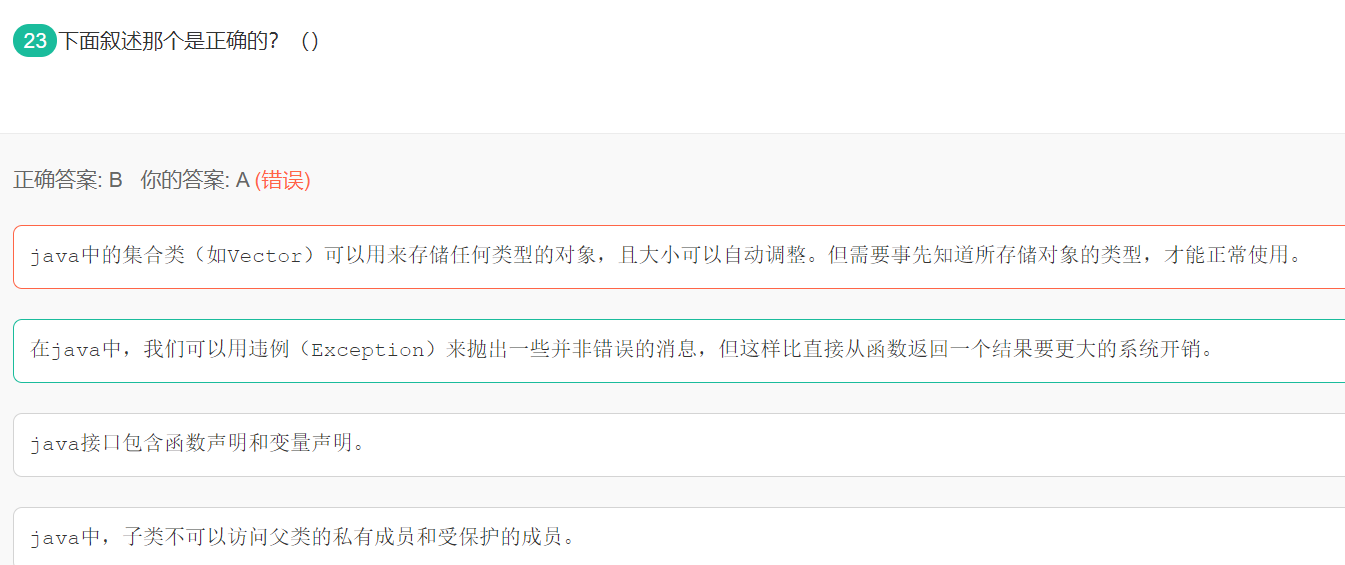 23 下面叙述那个是正确的？ （）
正确答案: B 你的答案: A (错误)
java中的集合类（如Vector）可以用来存储任何类型的对象，且大小可以自动调整。但需要事先知道所存储对象的类型，才能正常使用。
在java中，我们可以用违例（Exception）来抛出一些并非错误的消息，但这样比直接从函数返回一个结果要更大的系统开销。
java接口包含函数声明和变量声明。
java中，子类不可以访问父类的私有成员和受保护的成员。